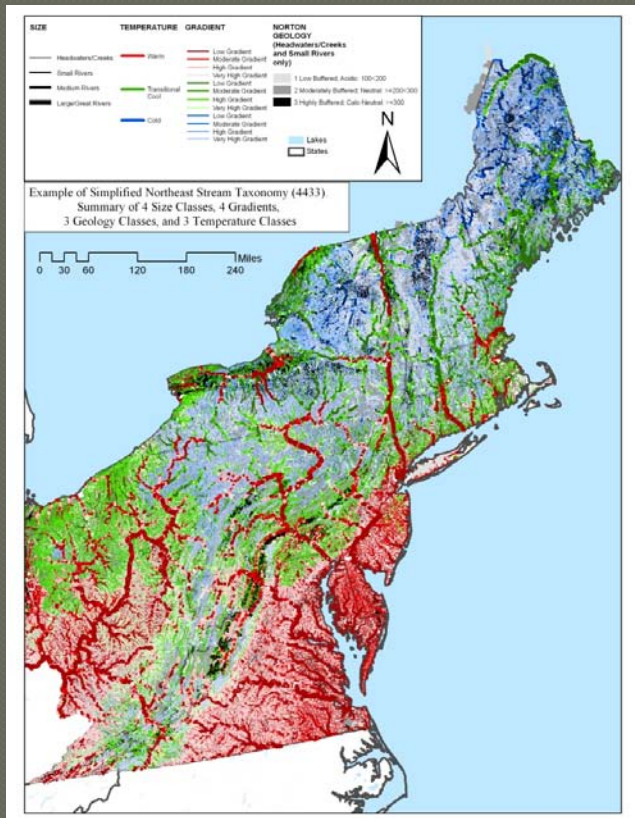 SIZE
Headwaters/Creeks
Small Rivers
Medium Rivers
Large/Great Rivers
TEMPERATURE
Warm
Transitional
Cool
Cold
GRADIENT
Low Gradient
Moderate Gradient
High Gradient
Very High Gradient
Low Gradient
Moderate Gradient
High Gradient
Very High Gradient
Low Gradient
Moderate Gradient
High Gradient
Very High Gradient
NORTON
GEOLOGY
(Headwaters/Creeks
and Small Rivers
only)
1 Low Buffered; Acidic: 100<200
2 Moderately Buffered; Neutral: >=200<300
3 Highly Buffered; Calc-Neutral: >=300
Lakes
States
N
Example of Simplified Northeast Stream Taxonomy (4433)
Summary of 4 Size Classes, 4 Gradients,
3 Geology Classes, and 3 Temperature Classes
Miles
0 30 60 120 180 240